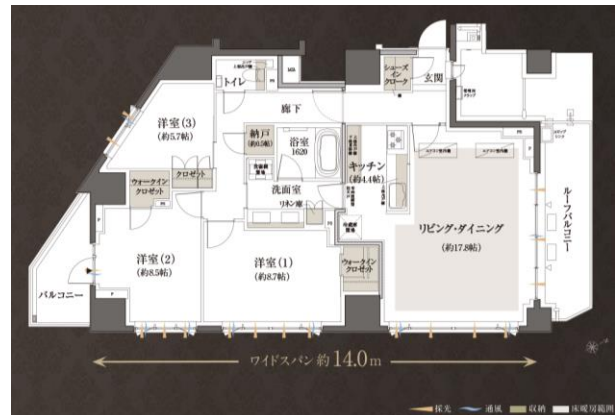 トイレ
MB
シューズ
イン
クローク
玄関
廊下
洋室(3)
(約5.7帖)
納戸
(約0.5帖)
浴室
1620
キッチン
(約4.4帖)
洗面室
リネン庫
ウォークイン
クロゼット
クロゼット
リビング・ダイニング
(約17.8帖)
ルーフバルコニー
洋室(2)
(約8.5帖)
洋室(1)
(約8.7帖)
ウォークイン
クロゼット
バルコニー
ワイドスパン 約14.0m
採光 通風 収納 床暖房範囲